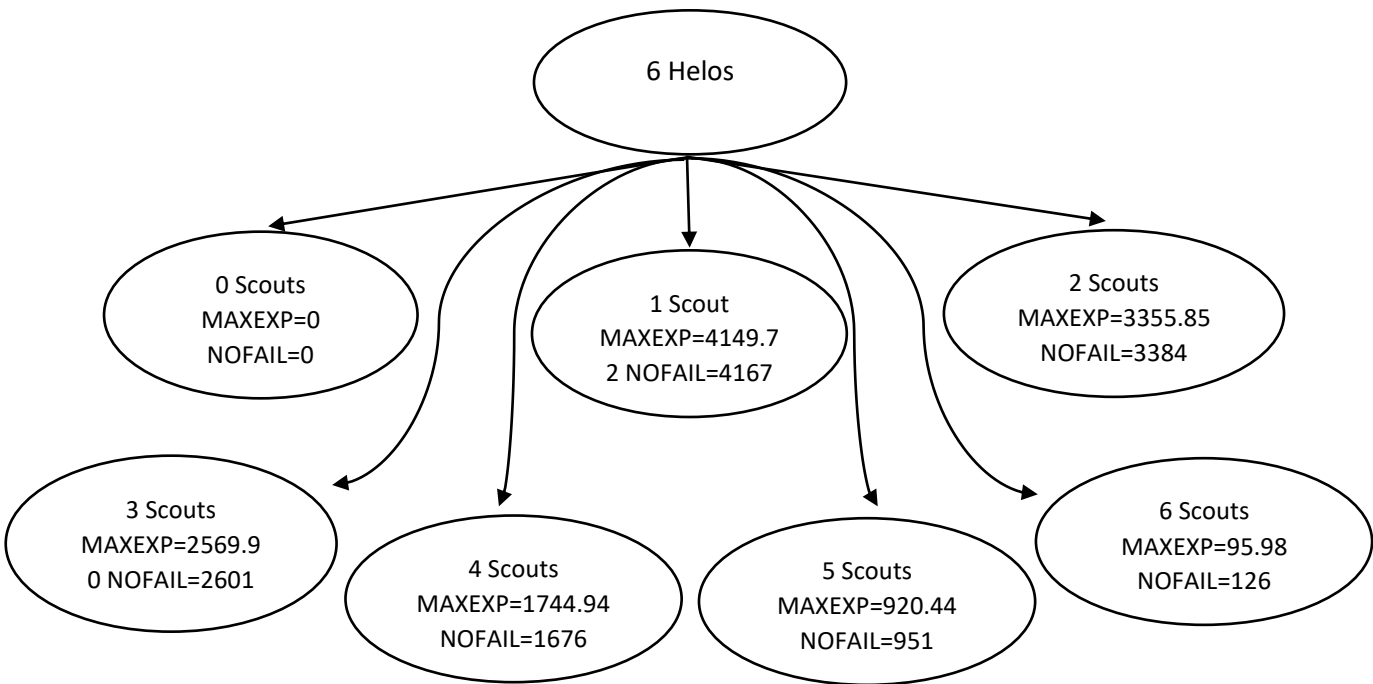 6 Helos
0 Scouts
MAXEXP=0
NOFAIL=0
1 Scout
MAXEXP=4149.7
2 NOFAIL=4167
2 Scouts
MAXEXP=3355.85
NOFAIL=3384
3 Scouts
MAXEXP=2569.9
0 NOFAIL=2601
4 Scouts
MAXEXP=1744.94
NOFAIL=1676
5 Scouts
MAXEXP=920.44
NOFAIL=951
6 Scouts
MAXEXP=95.98
NOFAIL=126